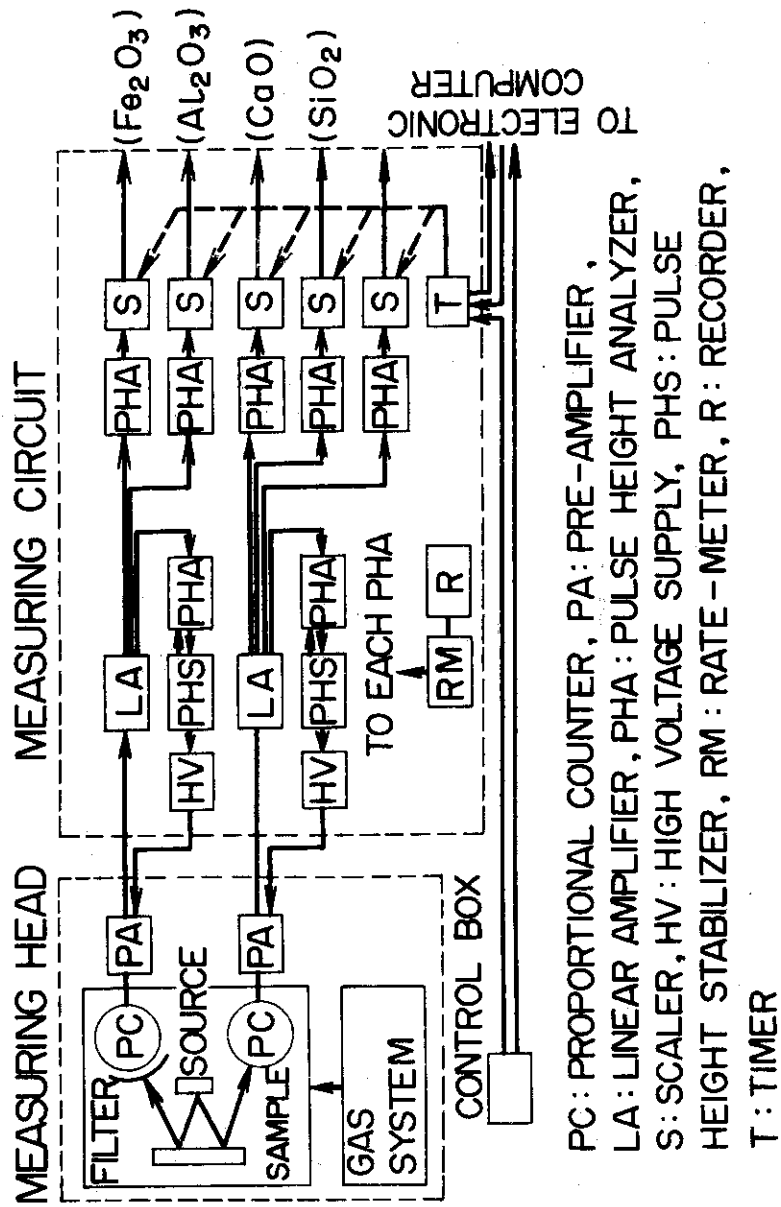 MEASURING HEAD
MEASURING CIRCUIT
FILTER
PC
PA
SOURCE
SAMPLE
PC
PA
GAS
SYSTEM
CONTROL BOX
LA
HV
PHS
PHA
PHA
S
(Fe₂O₃)
PHA
S
(Al₂O₃)
LA
HV
PHS
PHA
PHA
S
(CaO)
PHA
S
(SiO₂)
PHA
S
TO EACH PHA
RM
R
T
TO ELECTRONIC
COMPUTER
PC : PROPORTIONAL COUNTER, PA : PRE-AMPLIFIER,
LA : LINEAR AMPLIFIER, PHA : PULSE HEIGHT ANALYZER,
S : SCALER, HV : HIGH VOLTAGE SUPPLY, PHS : PULSE
HEIGHT STABILIZER, RM : RATE-METER, R : RECORDER,
T : TIMER